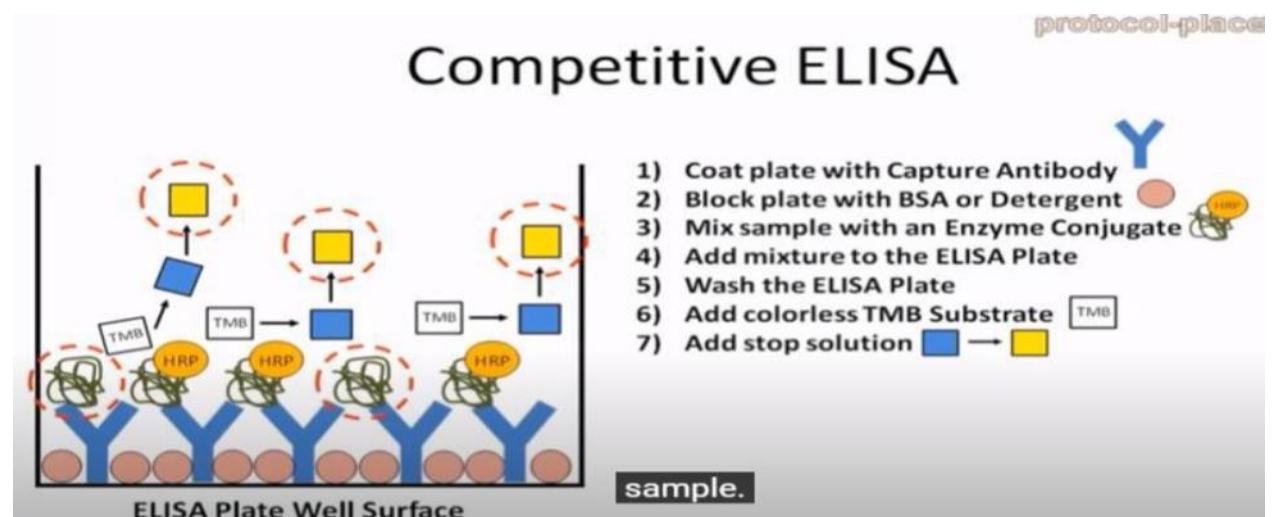 protocol-place
Competitive ELISA
1) Coat plate with Capture Antibody
2) Block plate with BSA or Detergent
HRP
3) Mix sample with an Enzyme Conjugate
4) Add mixture to the ELISA Plate
5) Wash the ELISA Plate
6) Add colorless TMB Substrate TMB
7) Add stop solution
TMB
TMB
TMB
HRP
HRP
HRP
ELISA Plate Well Surface
sample.